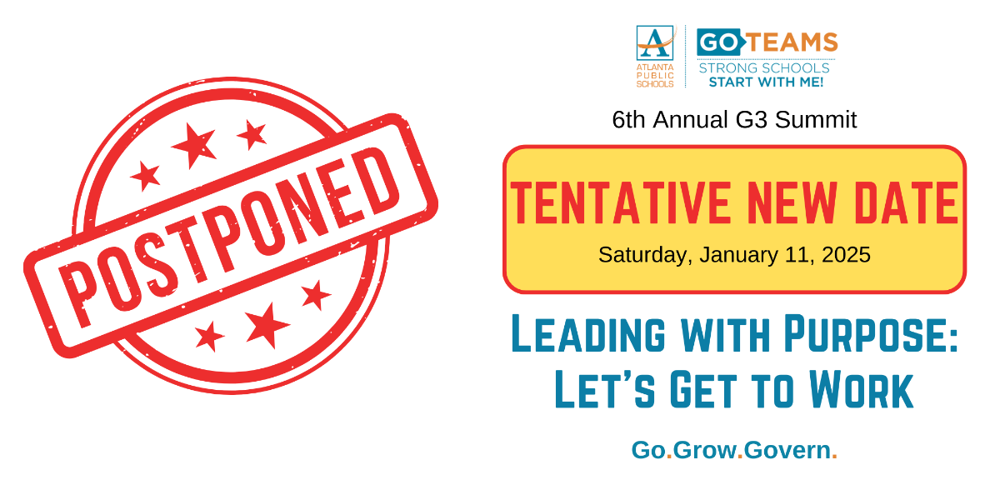 POSTPONED
A
ATLANTA
PUBLIC
SCHOOLS
GO TEAMS
STRONG SCHOOLS
START WITH ME!
6th Annual G3 Summit
TENTATIVE NEW DATE
Saturday, January 11, 2025
LEADING WITH PURPOSE:
LET'S GET TO WORK
Go.Grow.Govern.